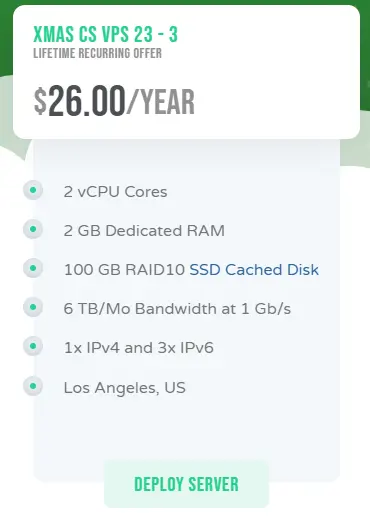 XMAS CS VPS 23 - 3
LIFETIME RECURRING OFFER
$26.00/YEAR
2 vCPU Cores
2 GB Dedicated RAM
100 GB RAID10 SSD Cached Disk
6 TB/Mo Bandwidth at 1 Gb/s
1x IPv4 and 3x IPv6
Los Angeles, US
DEPLOY SERVER